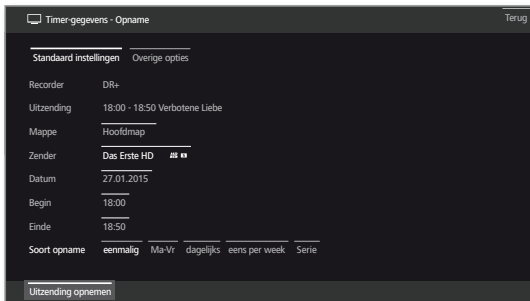 Timer-gegevens - Opname
Terug
Standaard instellingen Overige opties
Recorder DR+
Uitzending 18:00 - 18:50 Verbotene Liebe
Mappe Hoofdmap
Zender Das Erste HD
Datum 27.01.2015
Begin 18:00
Einde 18:50
Soort opname eenmalig Ma-Vr dagelijks eens per week Serie
Uitzending opnemen